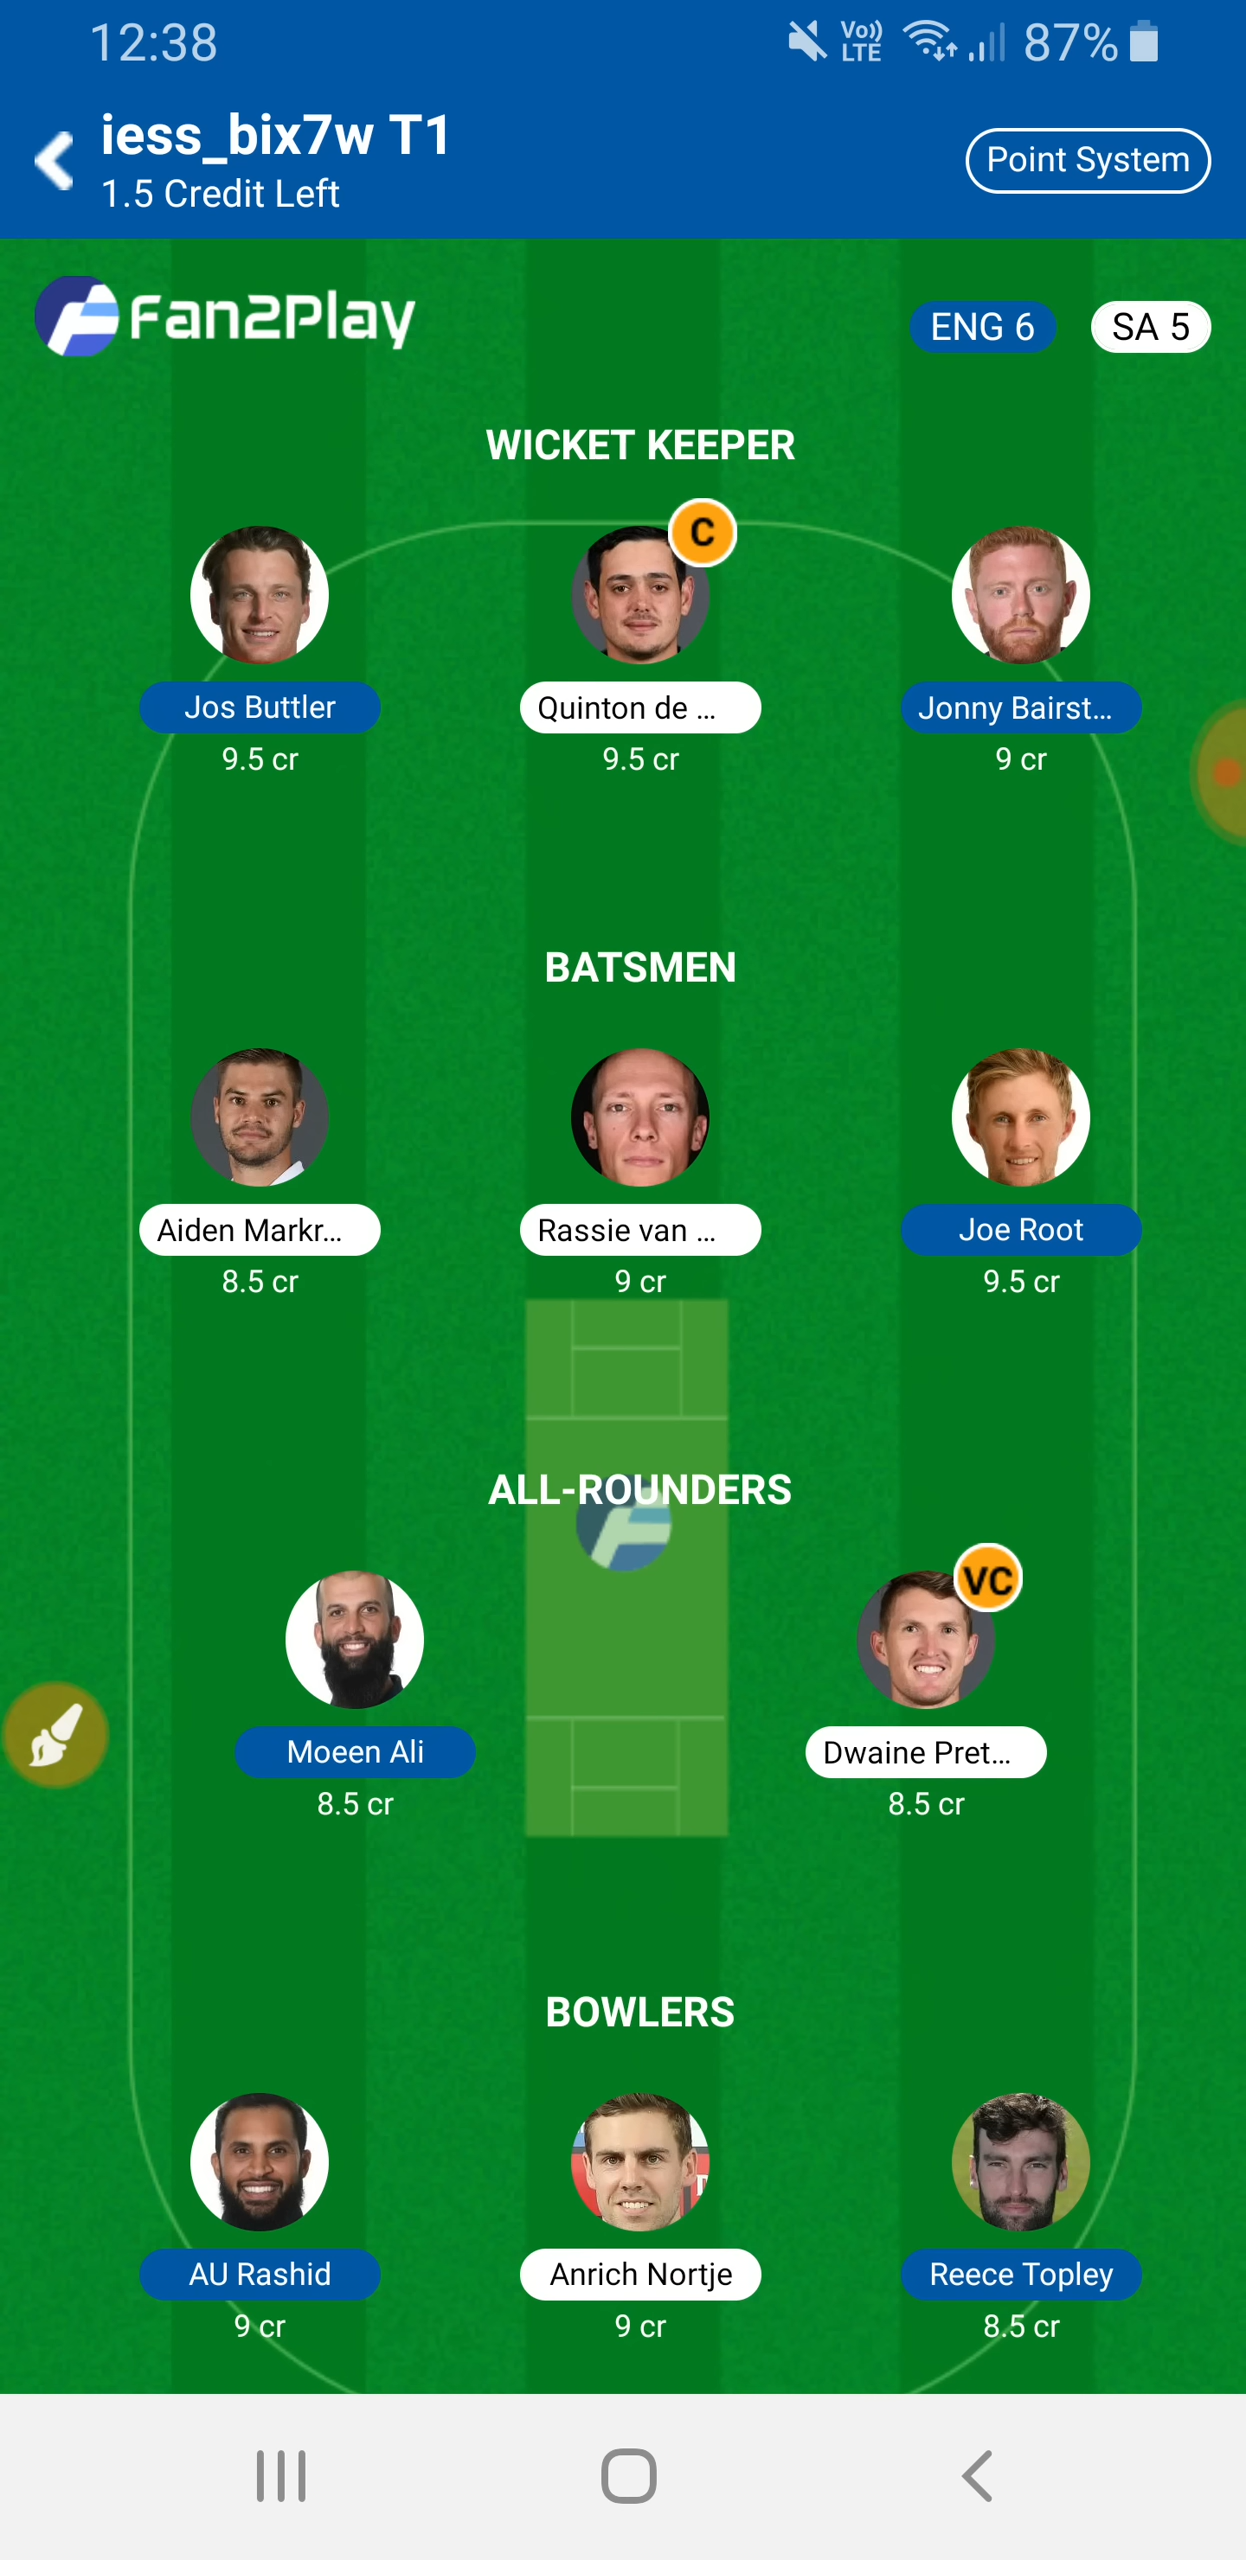 12:38 Vo)) LTE 87%
iess_bix7w T1
1.5 Credit Left
Point System
Fan2Play
ENG 6 SA 5
WICKET KEEPER
C
Jos Buttler Quinton de ... Jonny Bairst...
9.5 cr 9.5 cr 9 cr
BATSMEN
Aiden Markr... Rassie van ... Joe Root
8.5 cr 9 cr 9.5 cr
ALL-ROUNDERS
VC
Moeen Ali Dwaine Pret...
8.5 cr 8.5 cr
BOWLERS
AU Rashid Anrich Nortje Reece Topley
9 cr 9 cr 8.5 cr